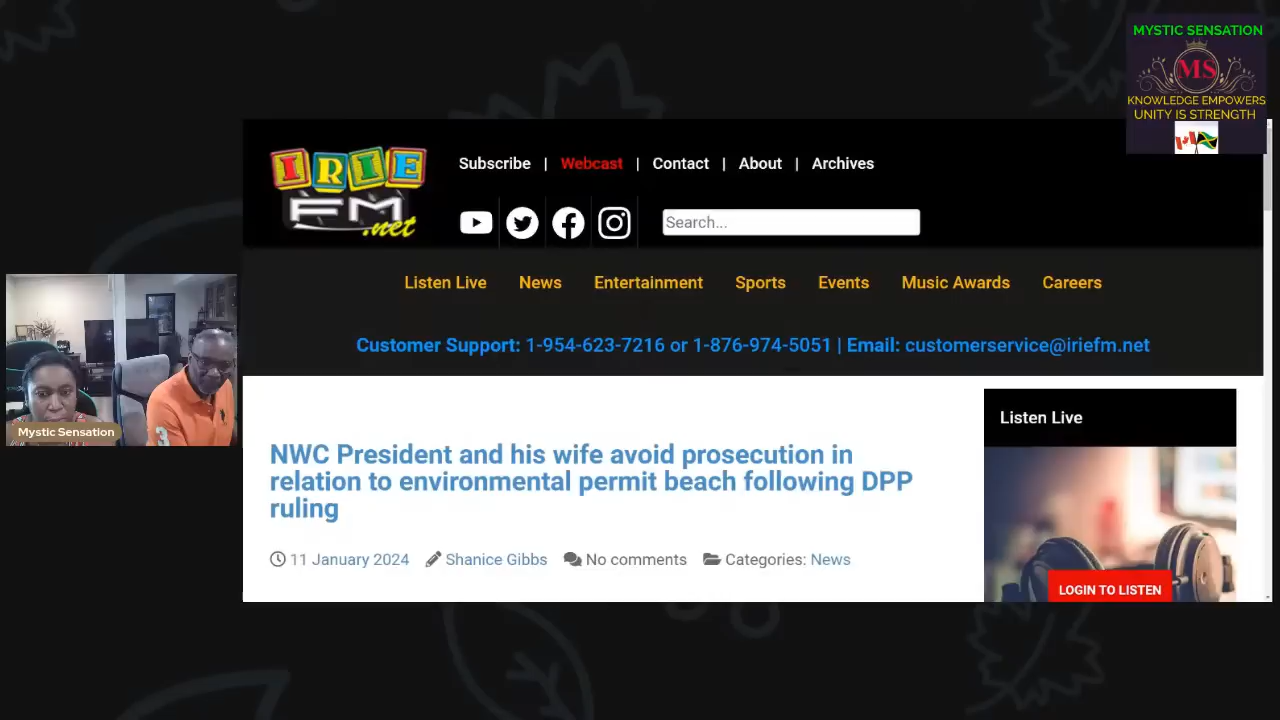 MYSTIC SENSATION
MS
KNOWLEDGE EMPOWERS
UNITY IS STRENGTH
IRIE
FM
.net
Subscribe | Webcast | Contact | About | Archives
Search...
Listen Live News Entertainment Sports Events Music Awards Careers
Customer Support: 1-954-623-7216 or 1-876-974-5051 | Email: customerservice@iriefm.net
Listen Live
NWC President and his wife avoid prosecution in
relation to environmental permit beach following DPP
ruling
11 January 2024 Shanice Gibbs No comments Categories: News
LOGIN TO LISTEN
Mystic Sensation
3